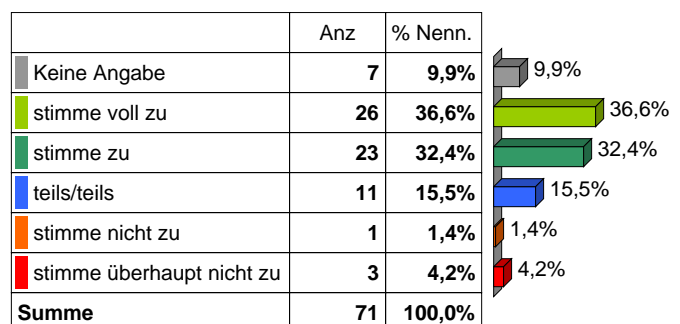 Anz % Nenn.
Keine Angabe 7 9,9% 9,9%
stimme voll zu 26 36,6% 36,6%
stimme zu 23 32,4% 32,4%
teils/teils 11 15,5% 15,5%
stimme nicht zu 1 1,4% 1,4%
stimme überhaupt nicht zu 3 4,2% 4,2%
Summe 71 100,0%